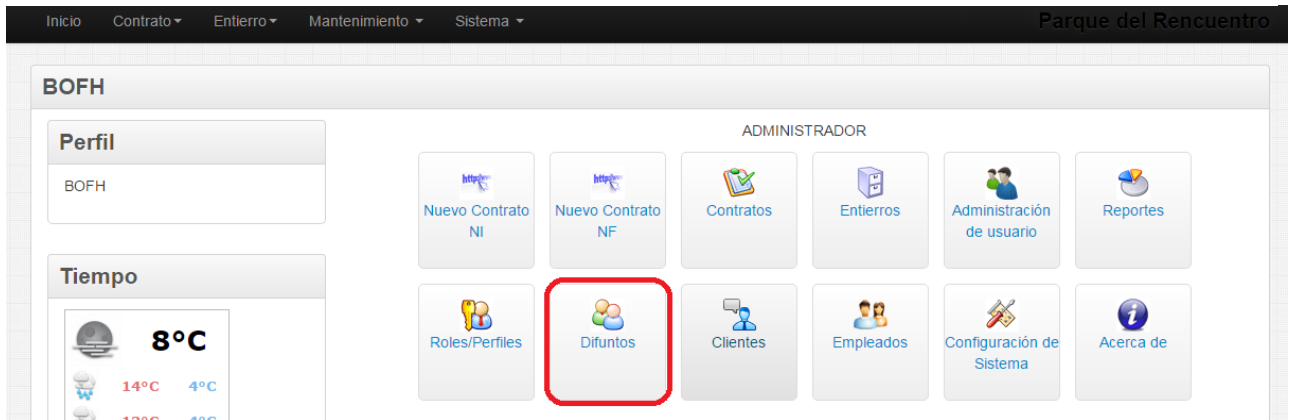 Inicio Contrato Entierro Mantenimiento Sistema Parque del Rencuentro
BOFH
Perfil
BOFH
Tiempo
8°C
14°C 4°C
12°C 4°C
ADMINISTRADOR
Nuevo Contrato
NI
Nuevo Contrato
NF
Contratos
Entierros
Administración
de usuario
Reportes
Roles/Perfiles
Difuntos
Clientes
Empleados
Configuración de
Sistema
Acerca de